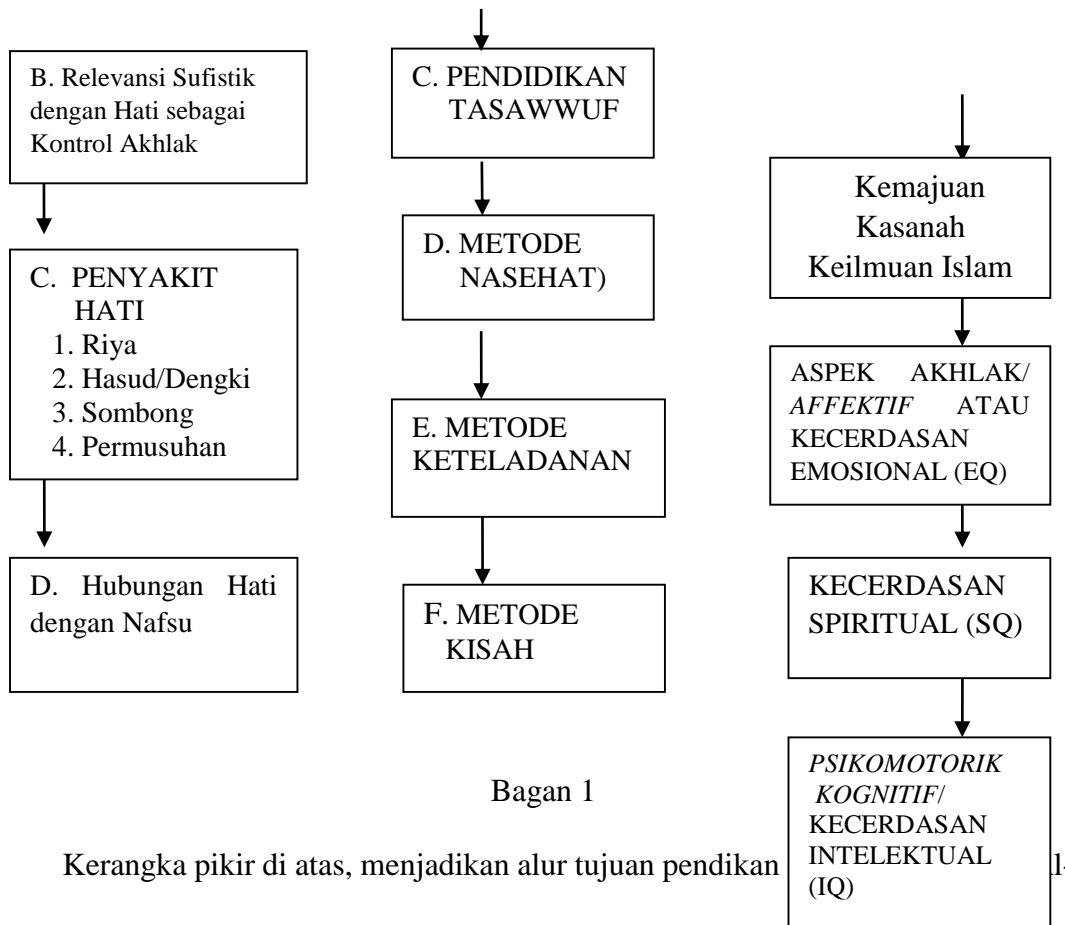 B. Relevansi Sufistik
dengan Hati sebagai
Kontrol Akhlak
C. PENYAKIT
HATI
1. Riya
2. Hasud/Dengki
3. Sombong
4. Permusuhan
D. Hubungan Hati
dengan Nafsu
C. PENDIDIKAN
TASAWWUF
D. METODE
NASEHAT)
E. METODE
KETELADANAN
F. METODE
KISAH
Kemajuan
Kasanah
Keilmuan Islam
ASPEK AKHLAK/
AFFEKTIF ATAU
KECERDASAN
EMOSIONAL (EQ)
KECERDASAN
SPIRITUAL (SQ)
PSIKOMOTORIK
KOGNITIF/
KECERDASAN
INTELEKTUAL
(IQ)
Bagan 1
Kerangka pikir di atas, menjadikan alur tujuan pendikan